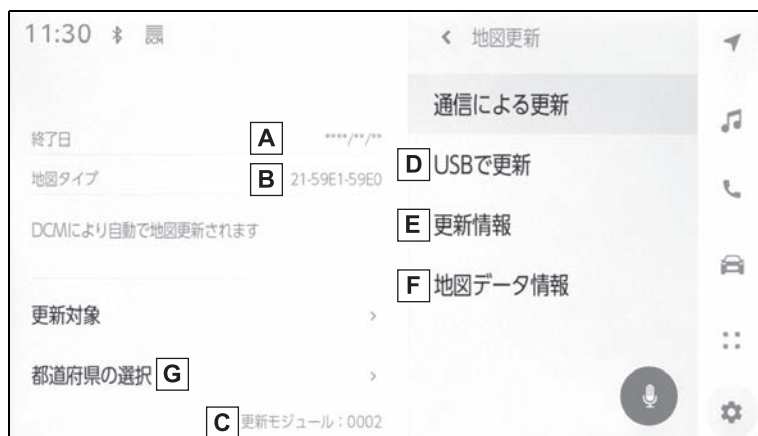 11:30
DCM
終了日 A ****/**/**
地図タイプ B 21-59E1-59E0
DCMにより自動で地図更新されます
更新対象 >
都道府県の選択 G >
C 更新モジュール：0002
< 地図更新
通信による更新
D USBで更新
E 更新情報
F 地図データ情報